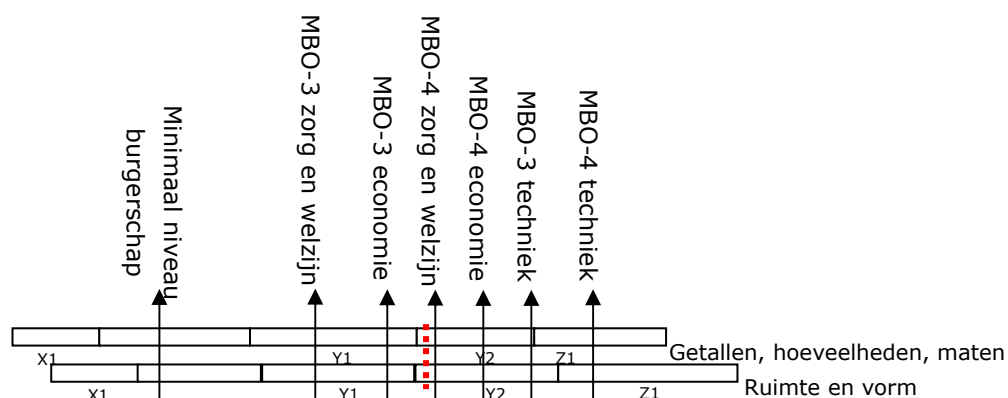 Minimaal niveau
burgerschap
MBO-3 zorg en welzijn
MBO-3 economie
MBO-4 zorg en welzijn
MBO-4 economie
MBO-3 techniek
MBO-4 techniek
X1 Y1 Y2 Z1
Getallen, hoeveelheden, maten
X1 Y1 Y2 Z1
Ruimte en vorm